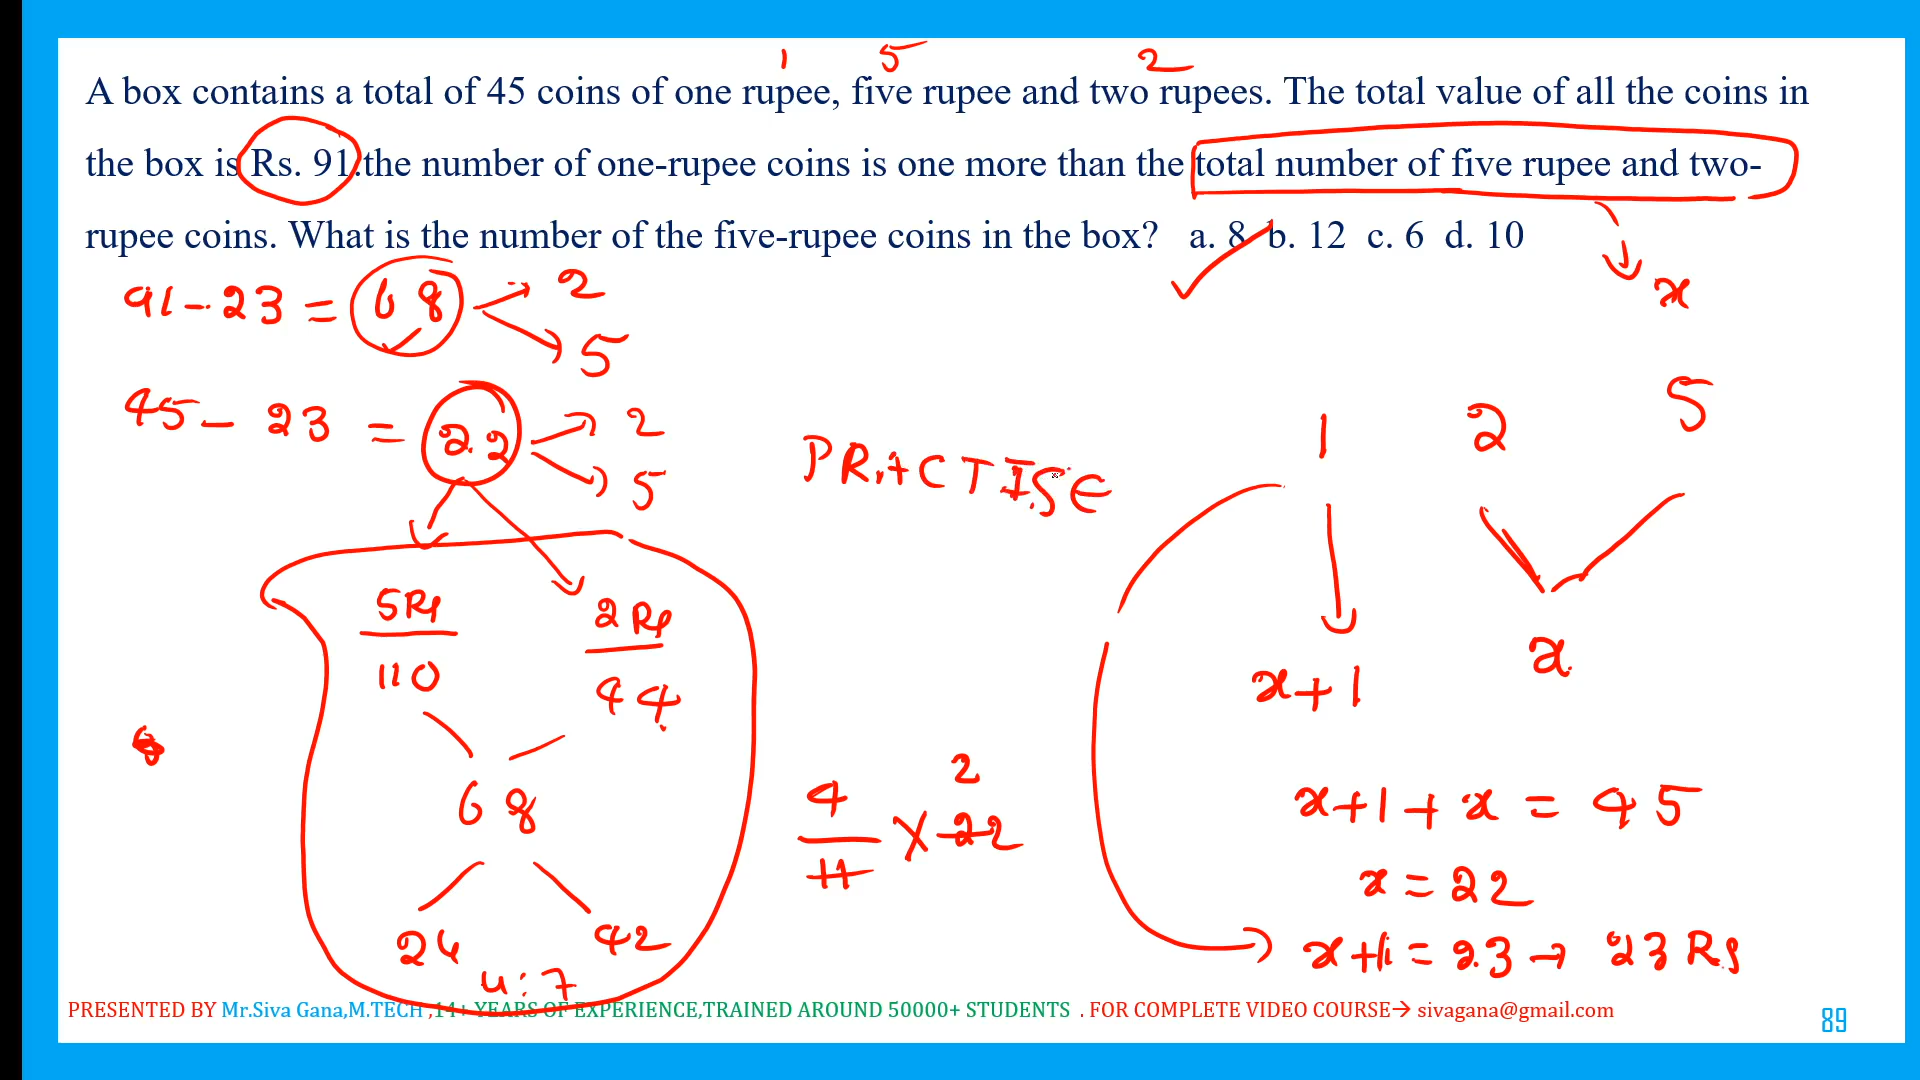 1 5 2
A box contains a total of 45 coins of one rupee, five rupee and two rupees. The total value of all the coins in
the box is Rs. 91.the number of one-rupee coins is one more than the total number of five rupee and two-
rupee coins. What is the number of the five-rupee coins in the box? a. 8 b. 12 c. 6 d. 10
x
91-23 = 68
2
5
45 - 23 = 22
2
5
PRACTISE
1 2 5
5Rs 2Rs
110 44
x+1 x
68
4/11 X 22
2
x+1+x = 45
x = 22
24 42
4:7
x+1 = 23 → 23 Rs
PRESENTED BY Mr.Siva Gana,M.TECH ,14+ YEARS OF EXPERIENCE,TRAINED AROUND 50000+ STUDENTS . FOR COMPLETE VIDEO COURSE→ sivagana@gmail.com
89